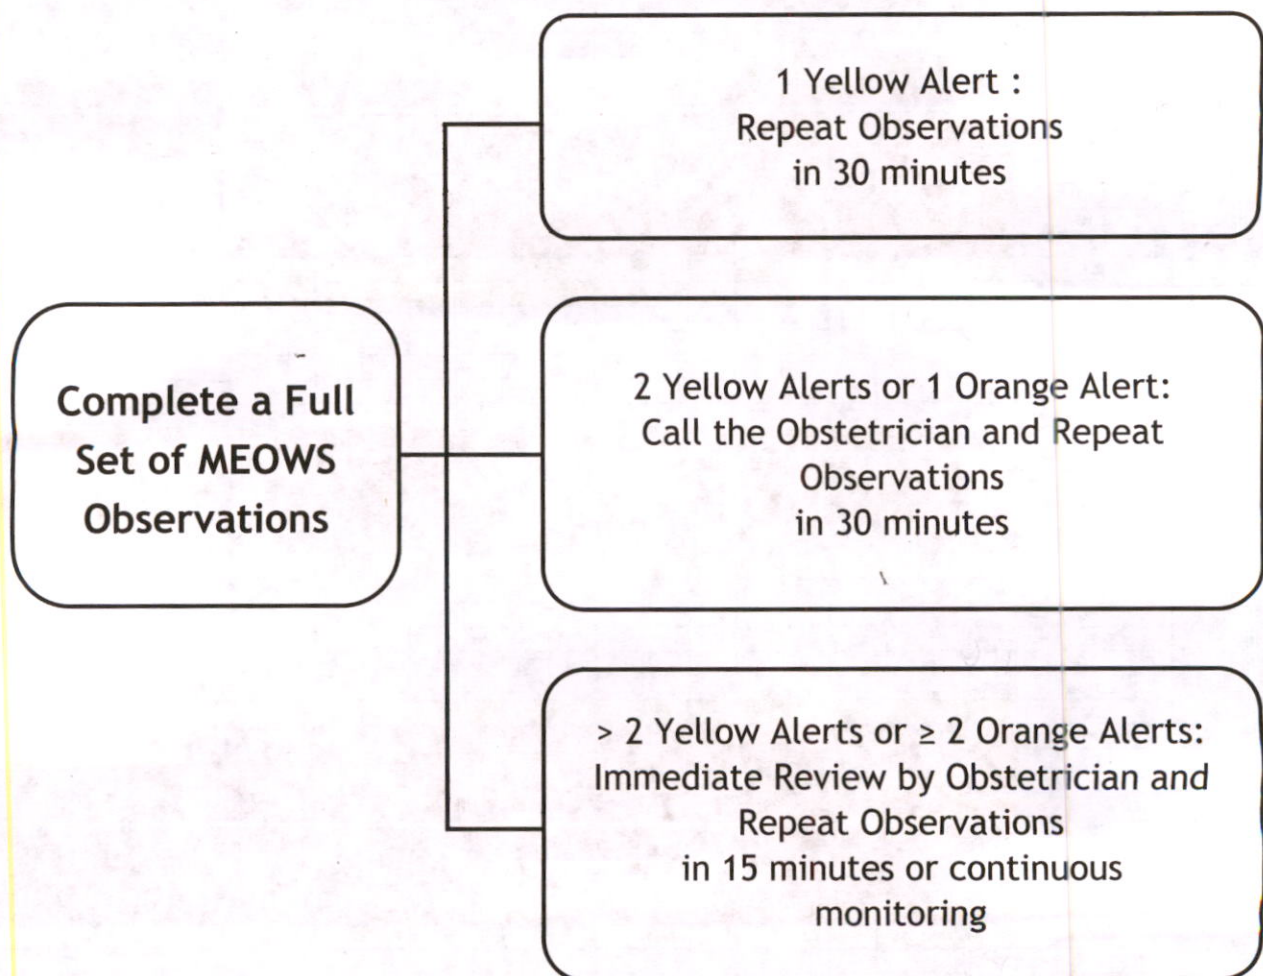 1 Yellow Alert :
Repeat Observations
in 30 minutes
Complete a Full
Set of MEOWS
Observations
2 Yellow Alerts or 1 Orange Alert:
Call the Obstetrician and Repeat
Observations
in 30 minutes
> 2 Yellow Alerts or ≥ 2 Orange Alerts:
Immediate Review by Obstetrician and
Repeat Observations
in 15 minutes or continuous
monitoring